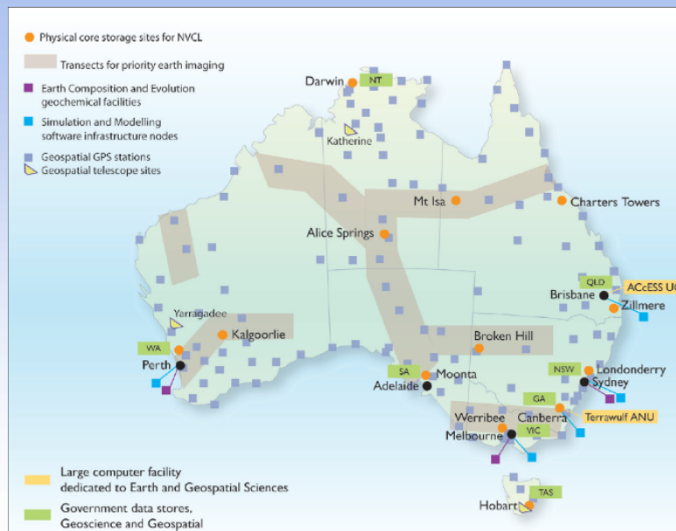 Physical core storage sites for NVCL
Transects for priority earth imaging
Earth Composition and Evolution
geochemical facilities
Simulation and Modelling
software infrastructure nodes
Geospatial GPS stations
Geospatial telescope sites
Darwin
NT
Katherine
Mt Isa
Charters Towers
Alice Springs
QLD
ACcESS UQ
Brisbane
Zillmere
Yarragadee
Kalgoorlie
WA
Perth
Broken Hill
SA
Moonta
Adelaide
NSW
Londonderry
Sydney
GA
Werribee
Canberra
Terrawulf ANU
Melbourne
VIC
Large computer facility
dedicated to Earth and Geospatial Sciences
Government data stores,
Geoscience and Geospatial
TAS
Hobart